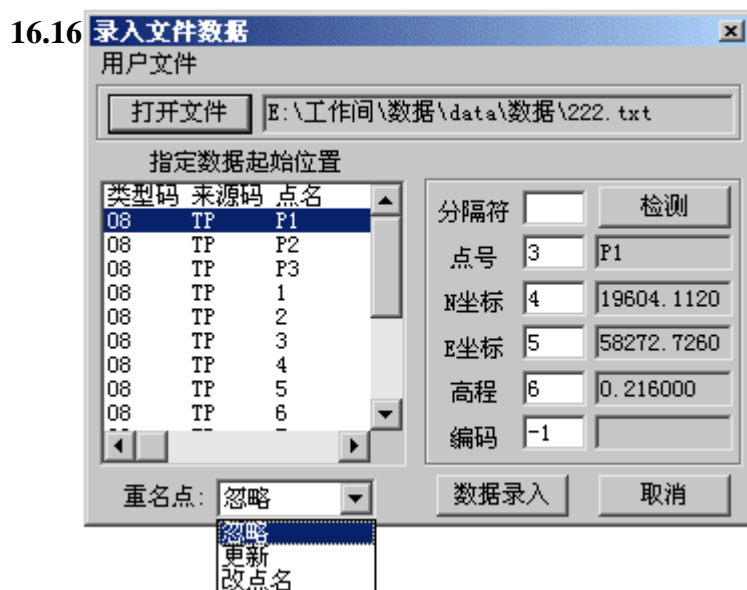 16.16 录入文件数据
用户文件
打开文件 E:\工作间\数据\data\数据\222.txt
指定数据起始位置
类型码 来源码 点名
08 TP P1
08 TP P2
08 TP P3
08 TP 1
08 TP 2
08 TP 3
08 TP 4
08 TP 5
08 TP 6
分隔符 检测
点号 3 P1
N坐标 4 19604.1120
E坐标 5 58272.7260
高程 6 0.216000
编码 -1
重名点: 忽略
忽略
更新
改点名
数据录入 取消